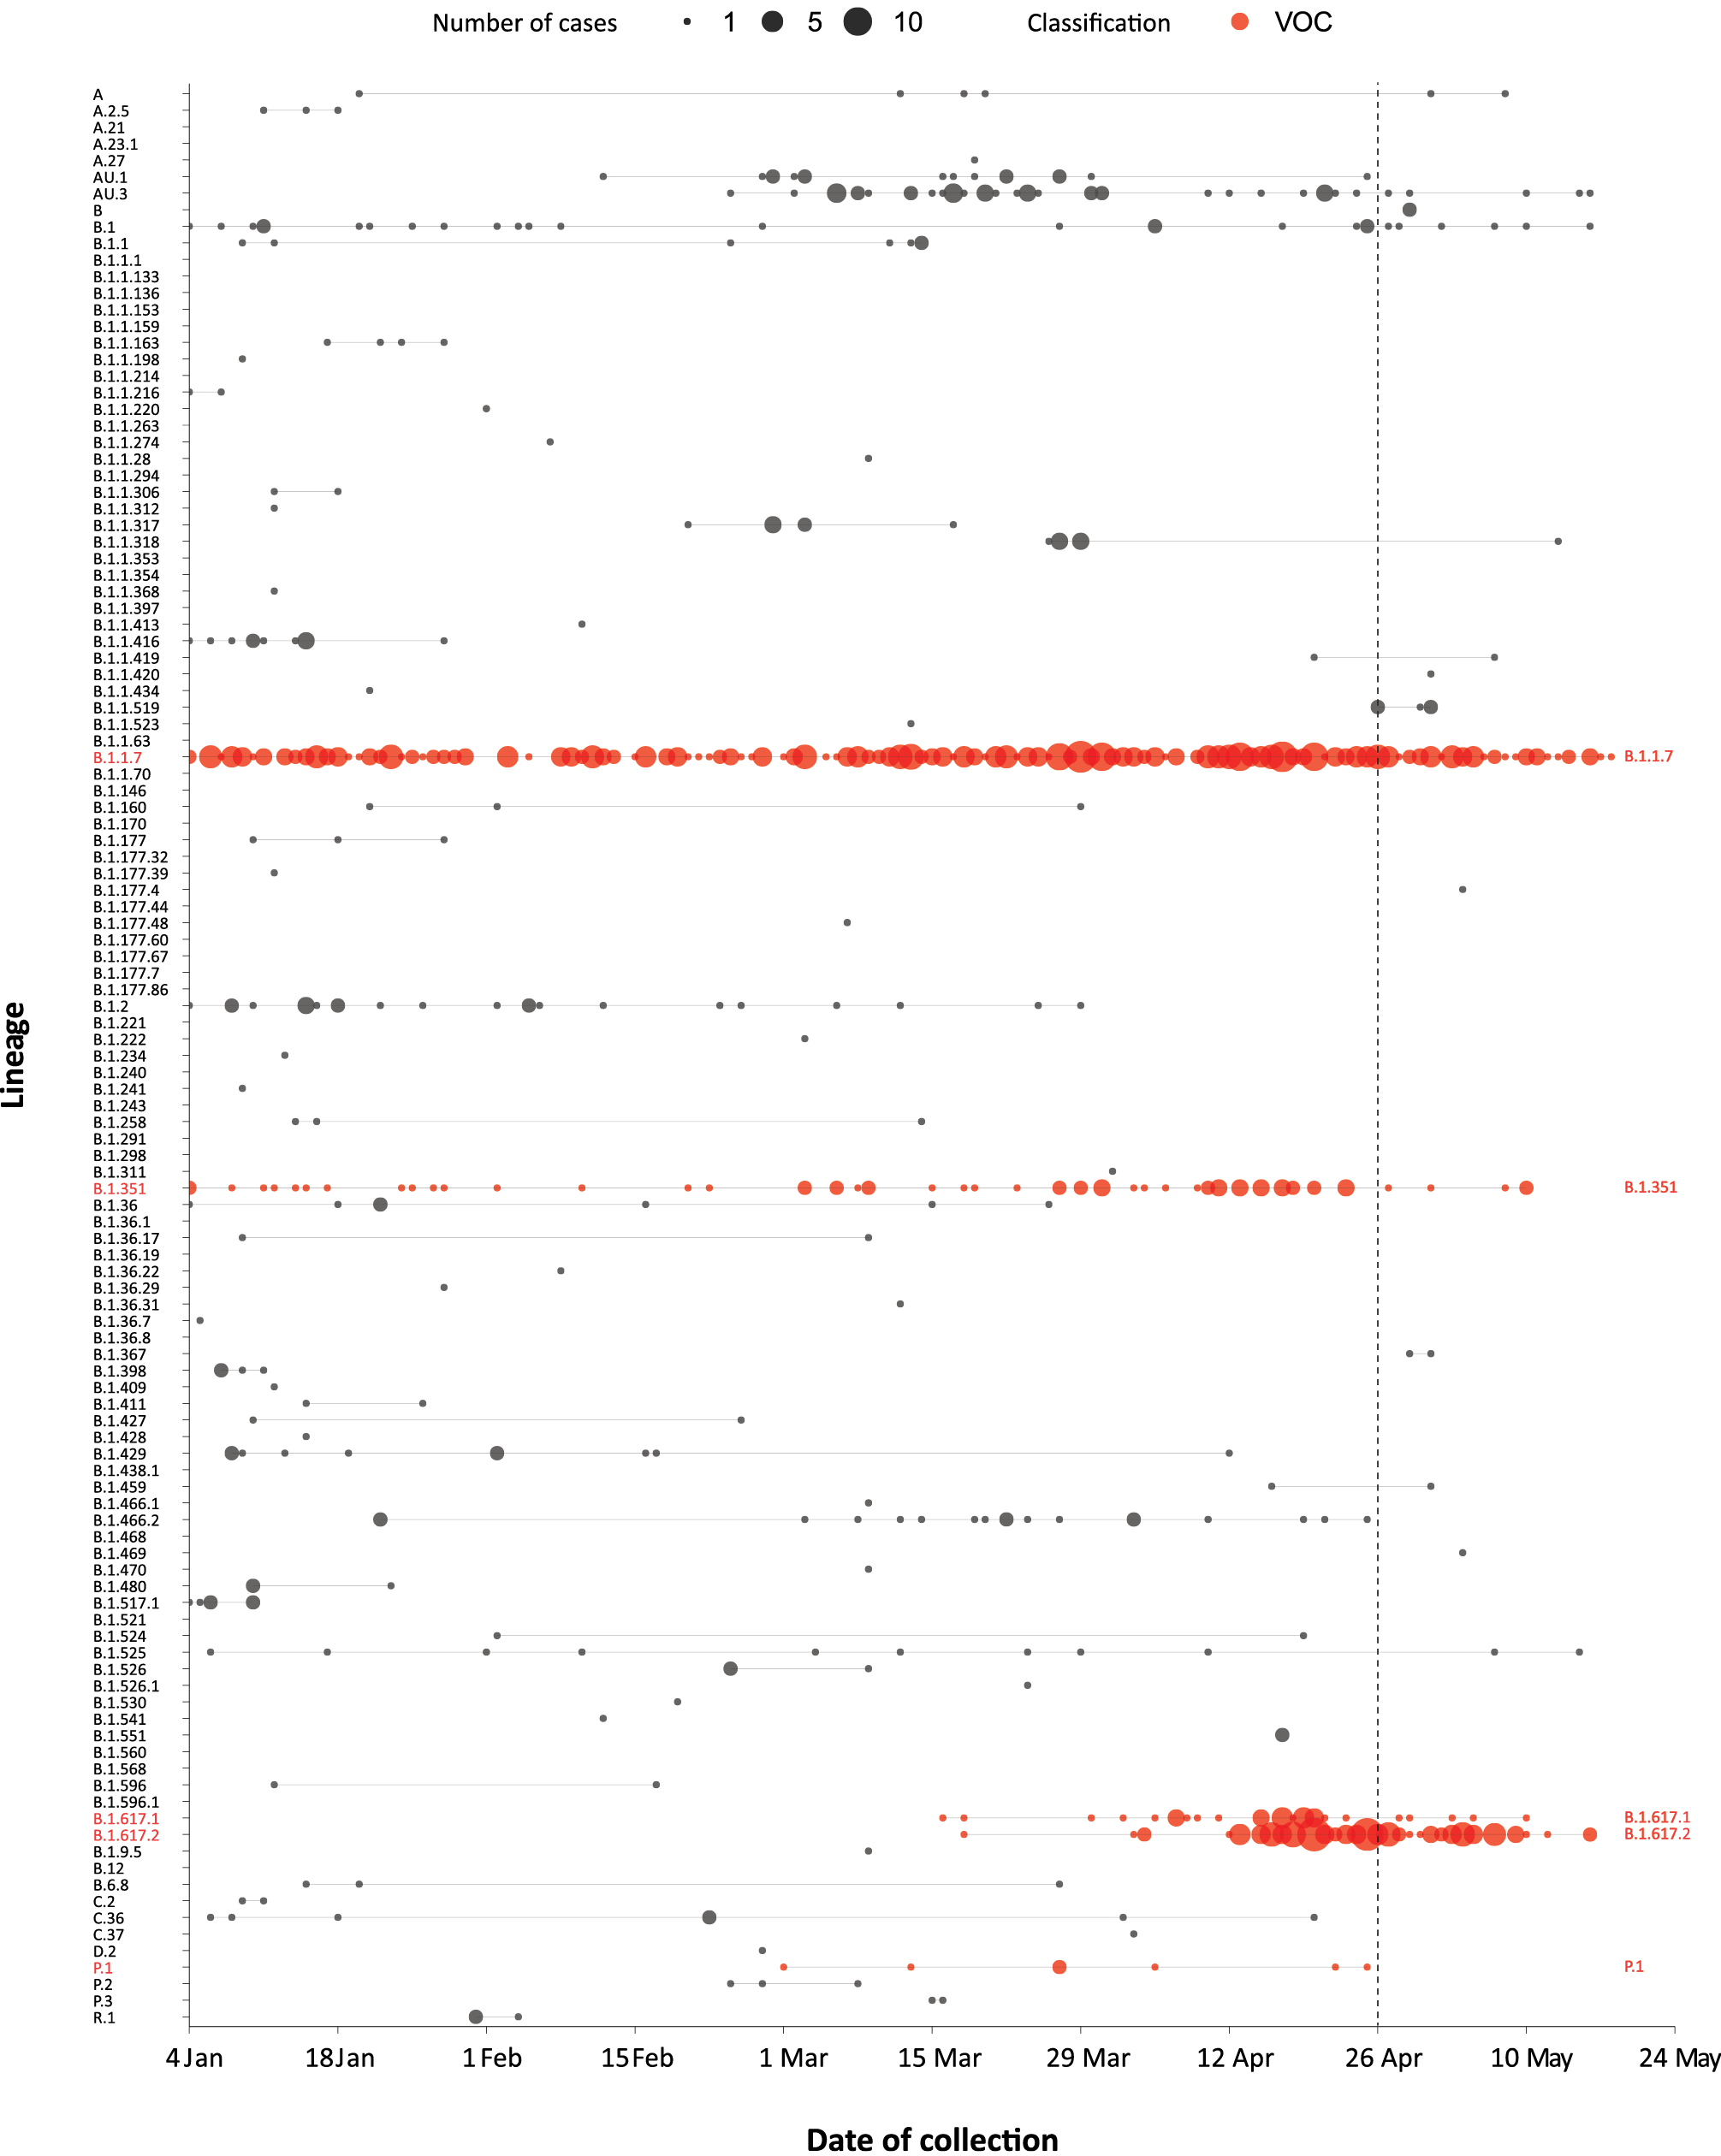 Number of cases 1 5 10 Classification VOC
A
A.2.5
A.21
A.23.1
A.27
AU.1
AU.3
B
B.1
B.1.1
B.1.1.1
B.1.1.133
B.1.1.136
B.1.1.153
B.1.1.159
B.1.1.163
B.1.1.198
B.1.1.214
B.1.1.216
B.1.1.220
B.1.1.263
B.1.1.274
B.1.1.28
B.1.1.294
B.1.1.306
B.1.1.312
B.1.1.317
B.1.1.318
B.1.1.353
B.1.1.354
B.1.1.368
B.1.1.397
B.1.1.413
B.1.1.416
B.1.1.419
B.1.1.420
B.1.1.434
B.1.1.519
B.1.1.523
B.1.1.63
B.1.1.7 B.1.1.7
B.1.1.70
B.1.146
B.1.160
B.1.170
B.1.177
B.1.177.32
B.1.177.39
B.1.177.4
B.1.177.44
B.1.177.48
B.1.177.60
B.1.177.67
B.1.177.7
B.1.177.86
B.1.2
B.1.221
B.1.222
B.1.234
B.1.240
B.1.241
B.1.243
B.1.258
B.1.291
B.1.298
B.1.311
B.1.351 B.1.351
B.1.36
B.1.36.1
B.1.36.17
B.1.36.19
B.1.36.22
B.1.36.29
B.1.36.31
B.1.36.7
B.1.36.8
B.1.367
B.1.398
B.1.409
B.1.411
B.1.427
B.1.428
B.1.429
B.1.438.1
B.1.459
B.1.466.1
B.1.466.2
B.1.468
B.1.469
B.1.470
B.1.480
B.1.517.1
B.1.521
B.1.524
B.1.525
B.1.526
B.1.526.1
B.1.530
B.1.541
B.1.551
B.1.560
B.1.568
B.1.596
B.1.596.1
B.1.617.1 B.1.617.1
B.1.617.2 B.1.617.2
B.1.9.5
B.12
B.6.8
C.2
C.36
C.37
D.2
P.1 P.1
P.2
P.3
R.1
Lineage
4 Jan 18 Jan 1 Feb 15 Feb 1 Mar 15 Mar 29 Mar 12 Apr 26 Apr 10 May 24 May
Date of collection